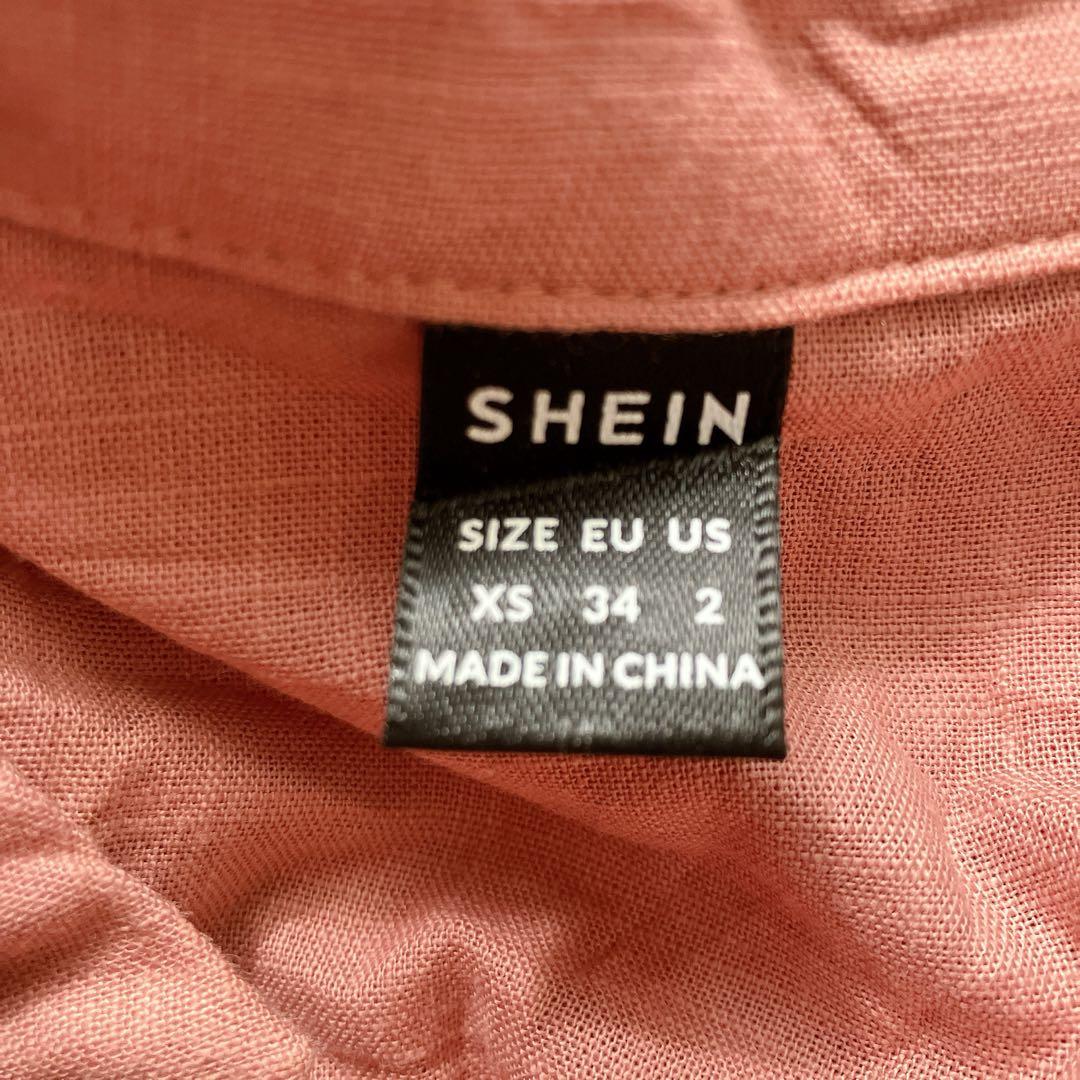 SHEIN
SIZE EU US
XS 34 2
MADE IN CHINA